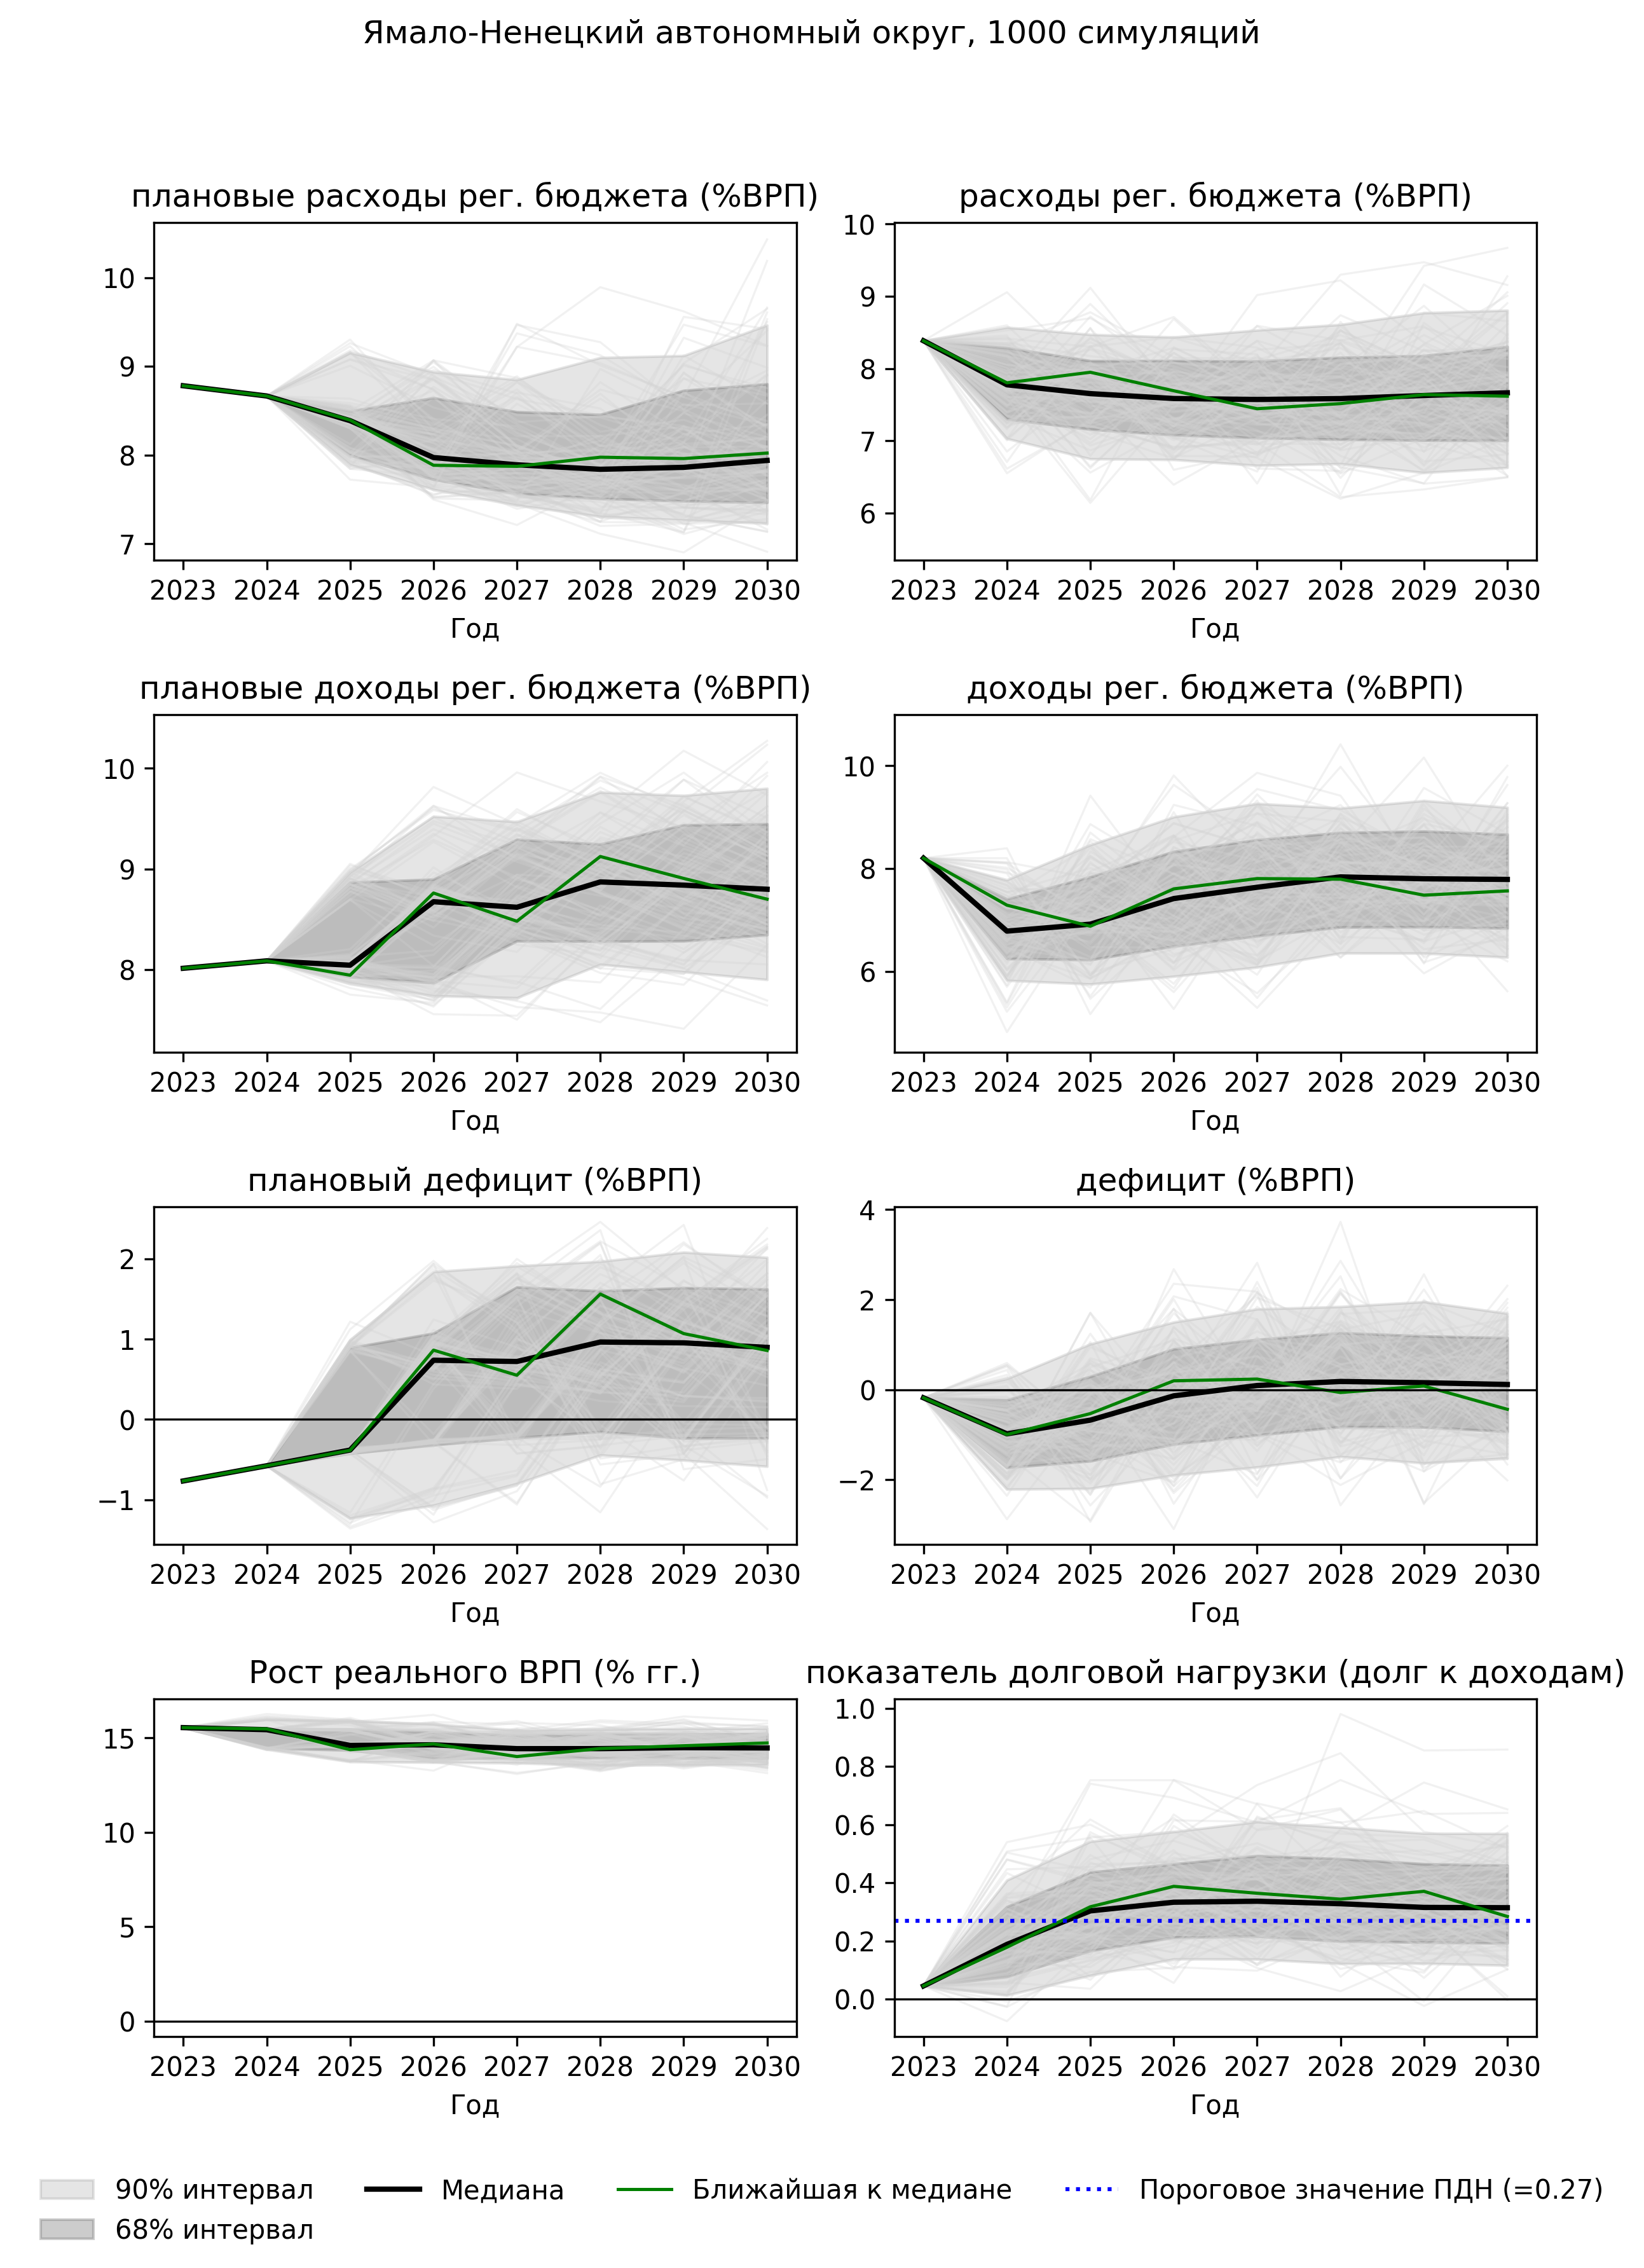 Ямало-Ненецкий автономный округ, 1000 симуляций
плановые расходы рег. бюджета (%ВРП)
10
9
8
7
2023 2024 2025 2026 2027 2028 2029 2030
Год
расходы рег. бюджета (%ВРП)
10
9
8
7
6
2023 2024 2025 2026 2027 2028 2029 2030
Год
плановые доходы рег. бюджета (%ВРП)
10
9
8
2023 2024 2025 2026 2027 2028 2029 2030
Год
доходы рег. бюджета (%ВРП)
10
8
6
2023 2024 2025 2026 2027 2028 2029 2030
Год
плановый дефицит (%ВРП)
2
1
0
−1
2023 2024 2025 2026 2027 2028 2029 2030
Год
дефицит (%ВРП)
4
2
0
−2
2023 2024 2025 2026 2027 2028 2029 2030
Год
Рост реального ВРП (% гг.)
15
10
5
0
2023 2024 2025 2026 2027 2028 2029 2030
Год
показатель долговой нагрузки (долг к доходам)
1.0
0.8
0.6
0.4
0.2
0.0
2023 2024 2025 2026 2027 2028 2029 2030
Год
90% интервал
68% интервал
Медиана
Ближайшая к медиане
Пороговое значение ПДН (=0.27)